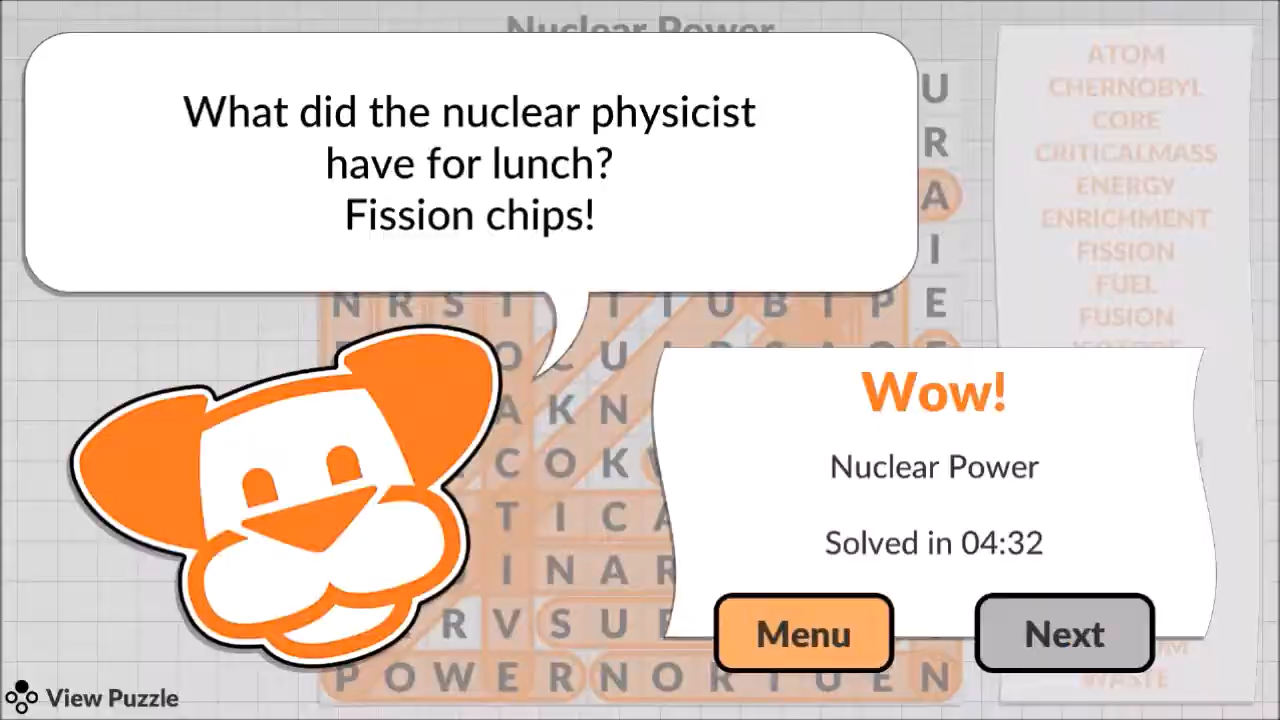 Nuclear Power
What did the nuclear physicist
have for lunch?
Fission chips!
U
R
A
I
N R S T T I U B T P E
O C U
A K N
C O K
T I C A
I N A R
R V S U
P O W E R N O R T U E N
ATOM
CHERNOBYL
CORE
CRITICALMASS
ENERGY
ENRICHMENT
FISSION
FUEL
FUSION
WASTE
Wow!
Nuclear Power
Solved in 04:32
Menu
Next
View Puzzle